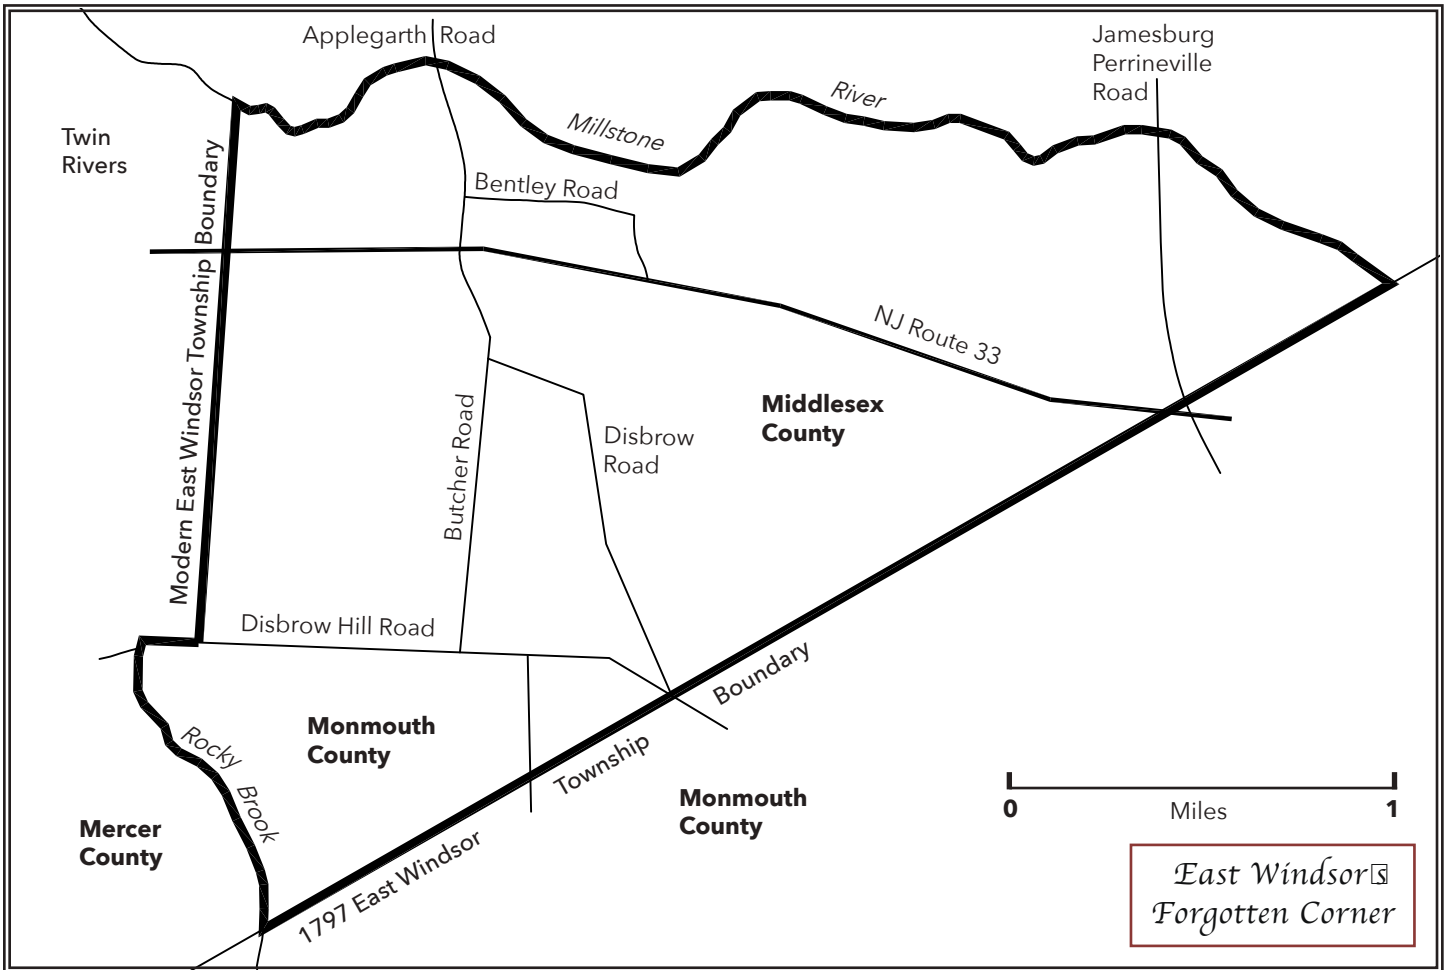 Applegarth Road
Jamesburg
Perrineville
Road
River
Millstone
Twin
Rivers
Bentley Road
Modern East Windsor Township Boundary
NJ Route 33
Middlesex
County
Butcher Road
Disbrow
Road
Disbrow Hill Road
Boundary
Township
1797 East Windsor
Monmouth
County
Rocky
Brook
Monmouth
County
Mercer
County
0
Miles
1
East Windsor s
Forgotten Corner